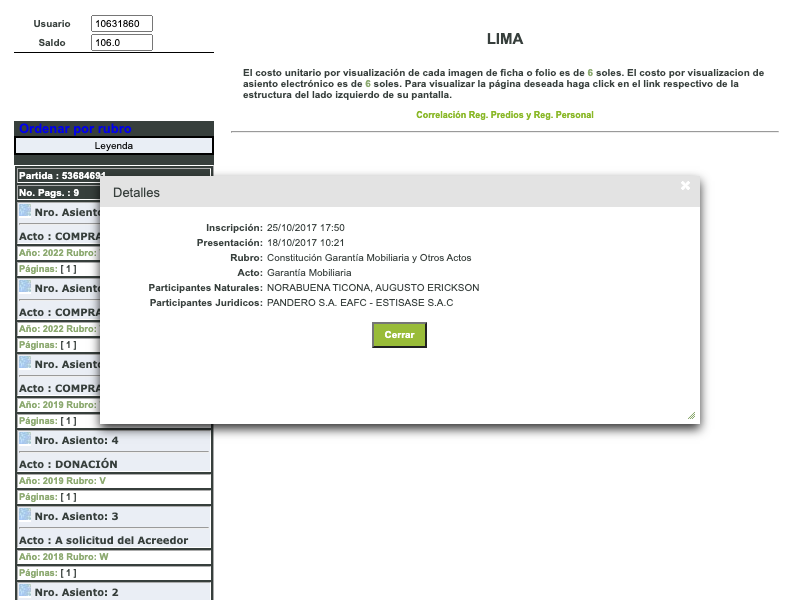 Usuario 10631860
Saldo 106.0
LIMA
El costo unitario por visualización de cada imagen de ficha o folio es de 6 soles. El costo por visualizacion de
asiento electrónico es de 6 soles. Para visualizar la página deseada haga click en el link respectivo de la
estructura del lado izquierdo de su pantalla.
Correlación Reg. Predios y Reg. Personal
Ordenar por rubro
Leyenda
Partida : 53684691
No. Pags. : 9
Nro. Asiento
Acto : COMPRA
Año: 2022 Rubro:
Páginas: [ 1 ]
Nro. Asiento
Acto : COMPRA
Año: 2022 Rubro:
Páginas: [ 1 ]
Nro. Asiento
Acto : COMPRA
Año: 2019 Rubro:
Páginas: [ 1 ]
Nro. Asiento: 4
Acto : DONACIÓN
Año: 2019 Rubro: V
Páginas: [ 1 ]
Nro. Asiento: 3
Acto : A solicitud del Acreedor
Año: 2018 Rubro: W
Páginas: [ 1 ]
Nro. Asiento: 2
Detalles
Inscripción: 25/10/2017 17:50
Presentación: 18/10/2017 10:21
Rubro: Constitución Garantía Mobiliaria y Otros Actos
Acto: Garantía Mobiliaria
Participantes Naturales: NORABUENA TICONA, AUGUSTO ERICKSON
Participantes Juridicos: PANDERO S.A. EAFC - ESTISASE S.A.C
Cerrar